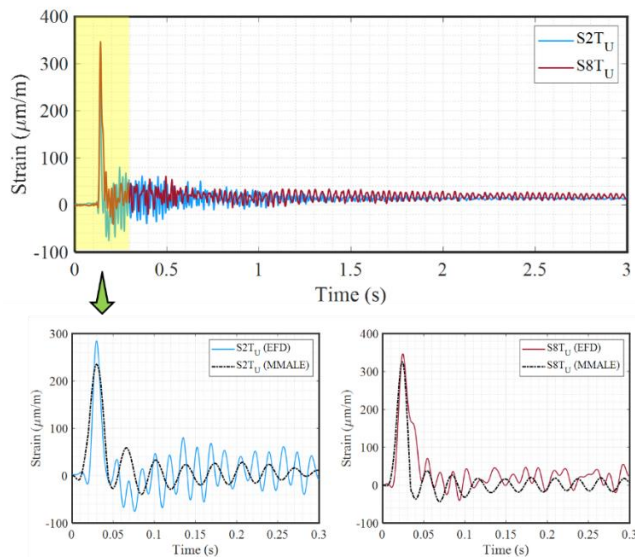 400
300
200
100
0
-100
Strain (μm/m)
S2T_U
S8T_U
0 0.5 1 1.5 2 2.5 3
Time (s)
300
200
100
0
-100
Strain (μm/m)
S2T_U (EFD)
S2T_U (MMALE)
0 0.05 0.1 0.15 0.2 0.25 0.3
Time (s)
400
300
200
100
0
-100
Strain (μm/m)
S8T_U (EFD)
S8T_U (MMALE)
0 0.05 0.1 0.15 0.2 0.25 0.3
Time (s)